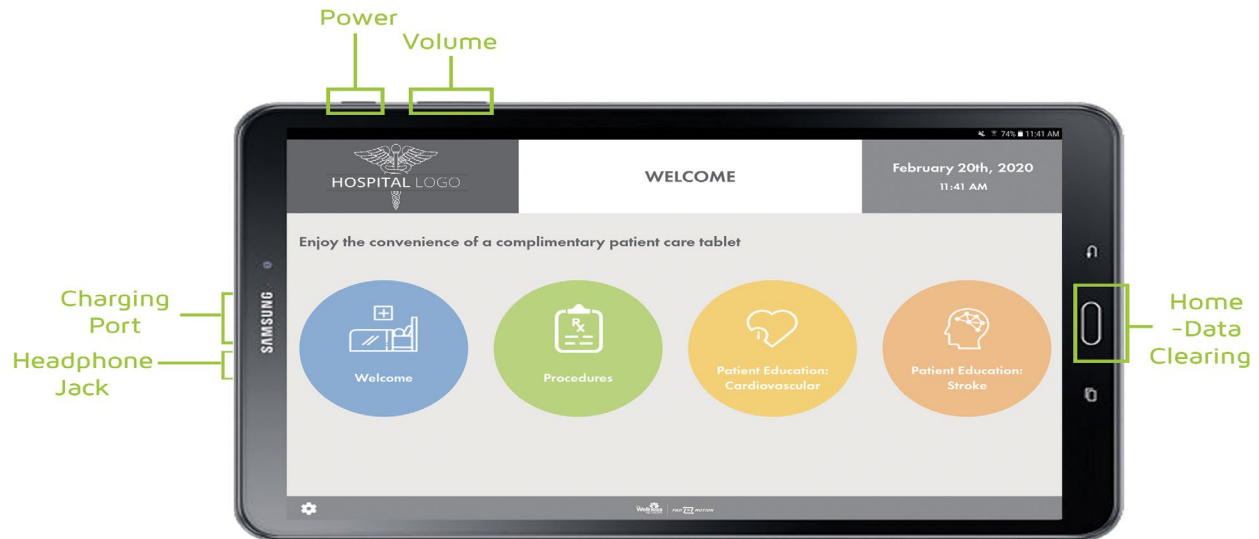 Power
Volume
74% 11:41 AM
HOSPITAL LOGO
WELCOME
February 20th, 2020
11:41 AM
Enjoy the convenience of a complimentary patient care tablet
SAMSUNG
Charging
Port
Headphone
Jack
Home
-Data
Clearing
Rx
Welcome
Procedures
Patient Education:
Cardiovascular
Patient Education:
Stroke